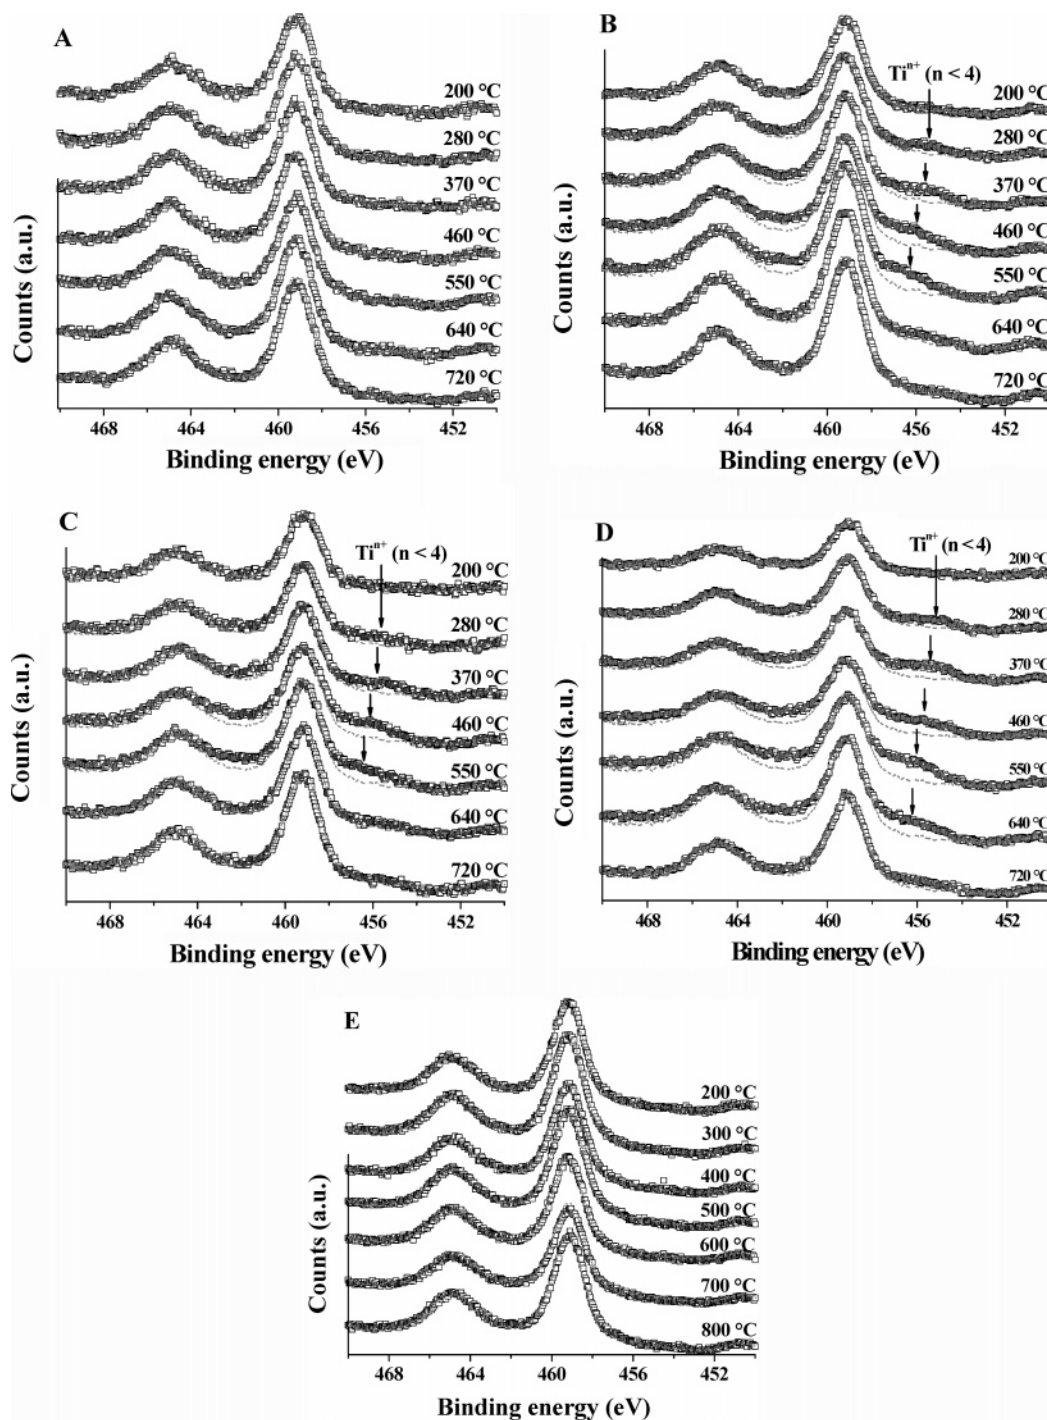 A
200 °C
280 °C
370 °C
460 °C
550 °C
640 °C
720 °C
Counts (a.u.)
468 464 460 456 452
Binding energy (eV)
B
Tiⁿ⁺ (n < 4)
200 °C
280 °C
370 °C
460 °C
550 °C
640 °C
720 °C
Counts (a.u.)
468 464 460 456 452
Binding energy (eV)
C
Tiⁿ⁺ (n < 4)
200 °C
280 °C
370 °C
460 °C
550 °C
640 °C
720 °C
Counts (a.u.)
468 464 460 456 452
Binding energy (eV)
D
Tiⁿ⁺ (n < 4)
200 °C
280 °C
370 °C
460 °C
550 °C
640 °C
720 °C
Counts (a.u.)
468 464 460 456 452
Binding energy (eV)
E
200 °C
300 °C
400 °C
500 °C
600 °C
700 °C
800 °C
Counts (a.u.)
468 464 460 456 452
Binding energy (eV)